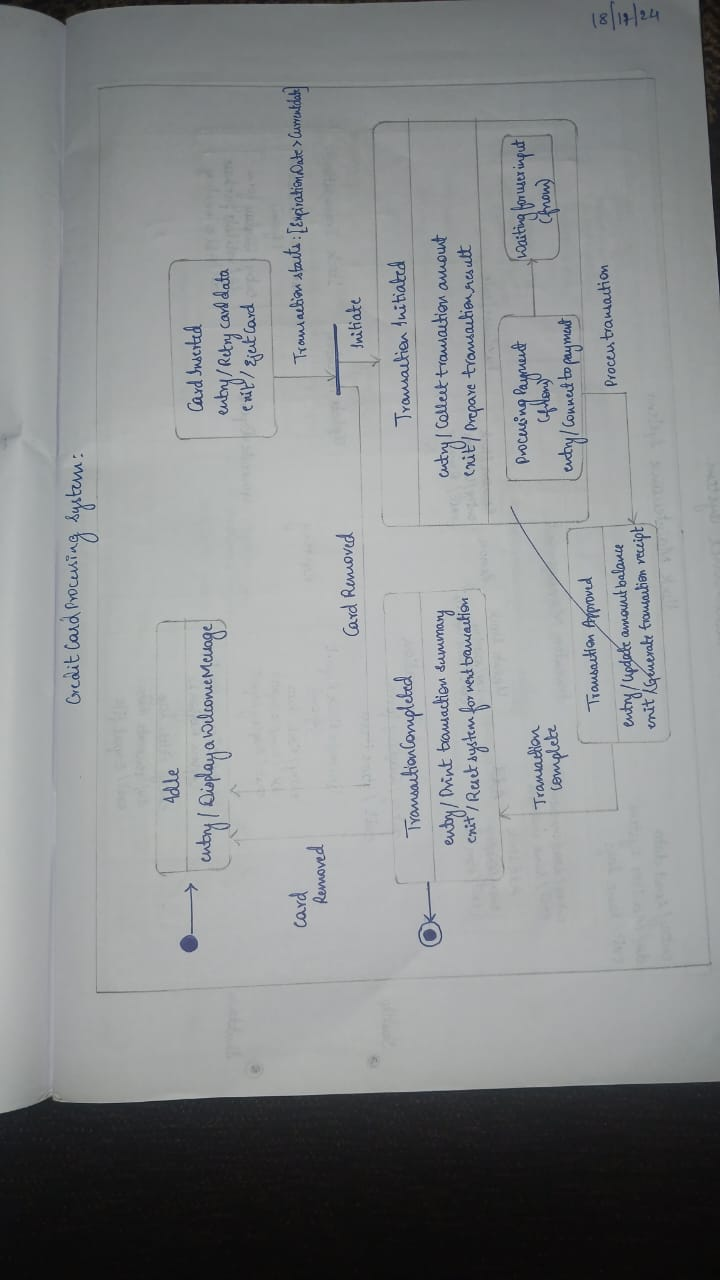 18/12/24
Credit Card Processing System:
Idle
entry / Display a Welcome Message
Card Inserted
entry / Retry card data
exit / Eject Card
Card Removed
Transaction starts: [Expiration Date > Current date]
Card Removed
Initiate
Transaction Completed
entry / Print transaction summary
exit / Reset system for next transaction
Transaction Initiated
entry / Collect transaction amount
exit / Prepare transaction result
Processing Payment
entry / Connect to payment
Waiting for user input
Transaction
Complete
Process transaction
Transaction Approved
entry / Update amount balance
exit / Generate transaction receipt